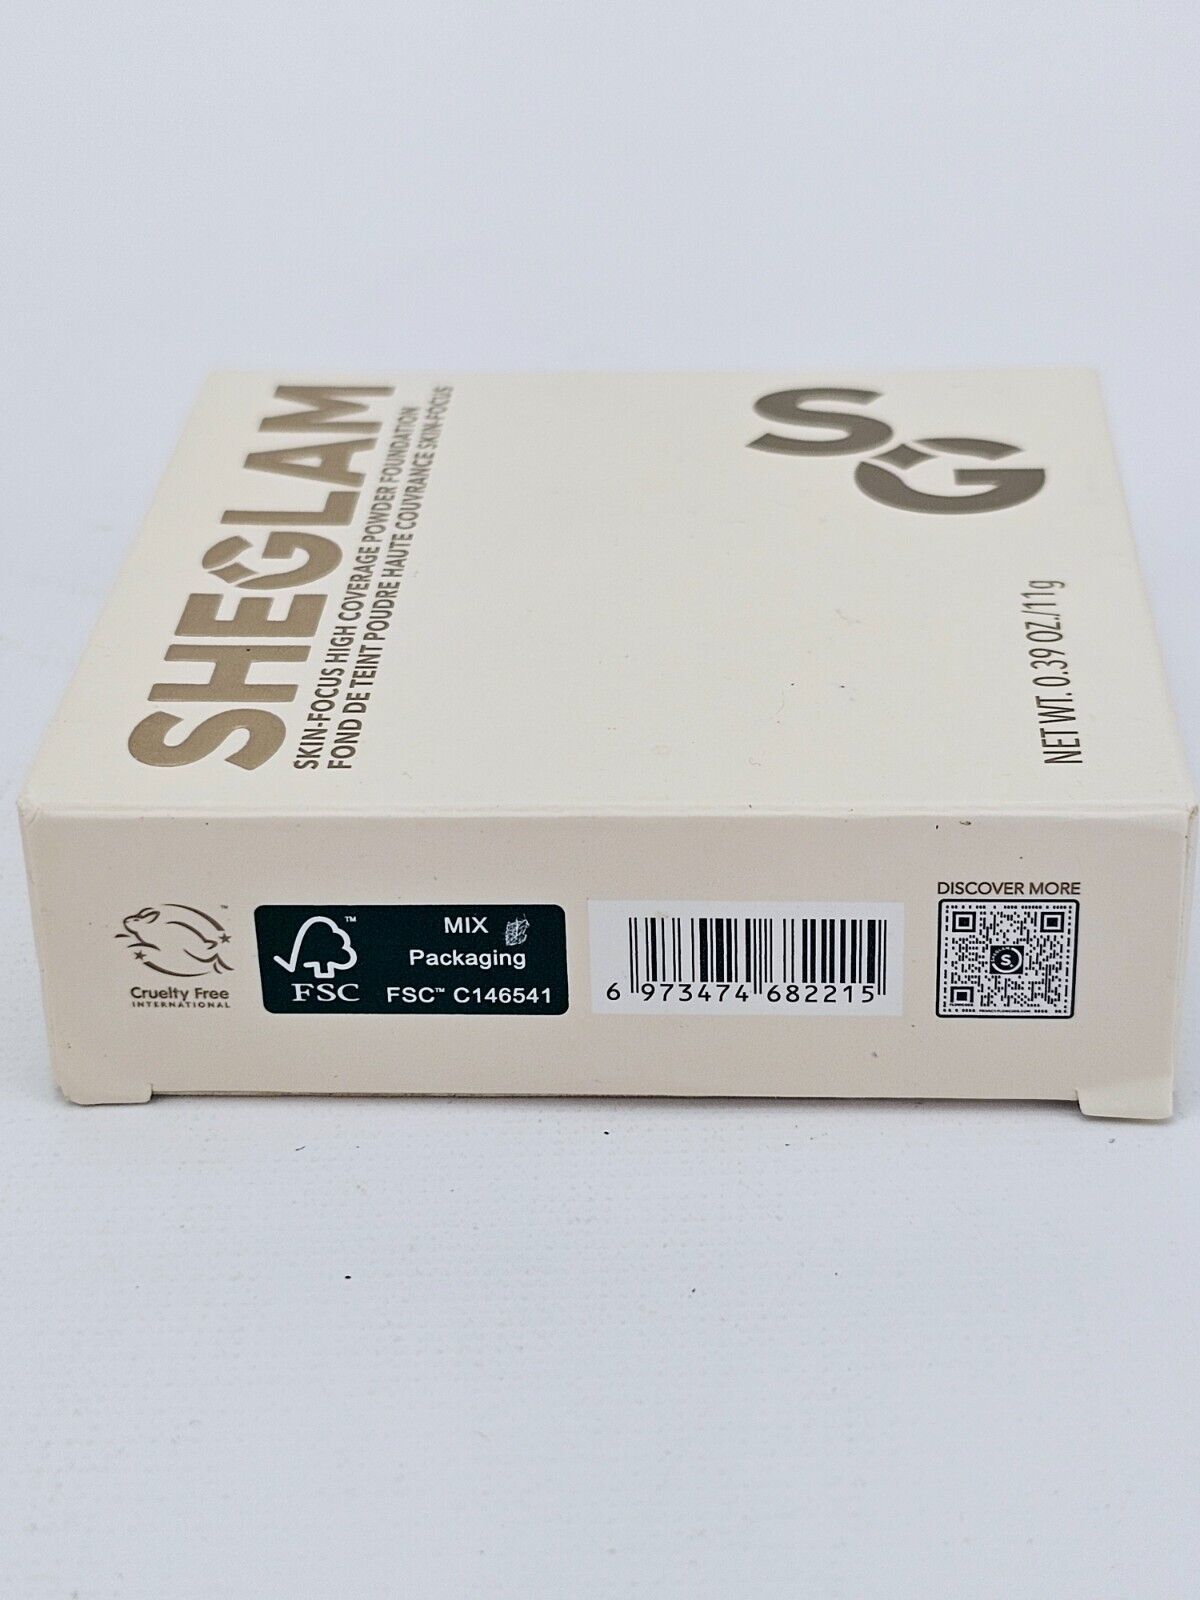 SHEGLAM
SKIN-FOCUS HIGH COVERAGE POWDER FOUNDATION
FOND DE TEINT POUDRE HAUTE COUVRANCE SKIN-FOCUS
SG
NET WT. 0.39 OZ./11g
Cruelty Free
INTERNATIONAL
™
FSC
MIX
Packaging
FSC™ C146541
6 973474 682215
DISCOVER MORE
S